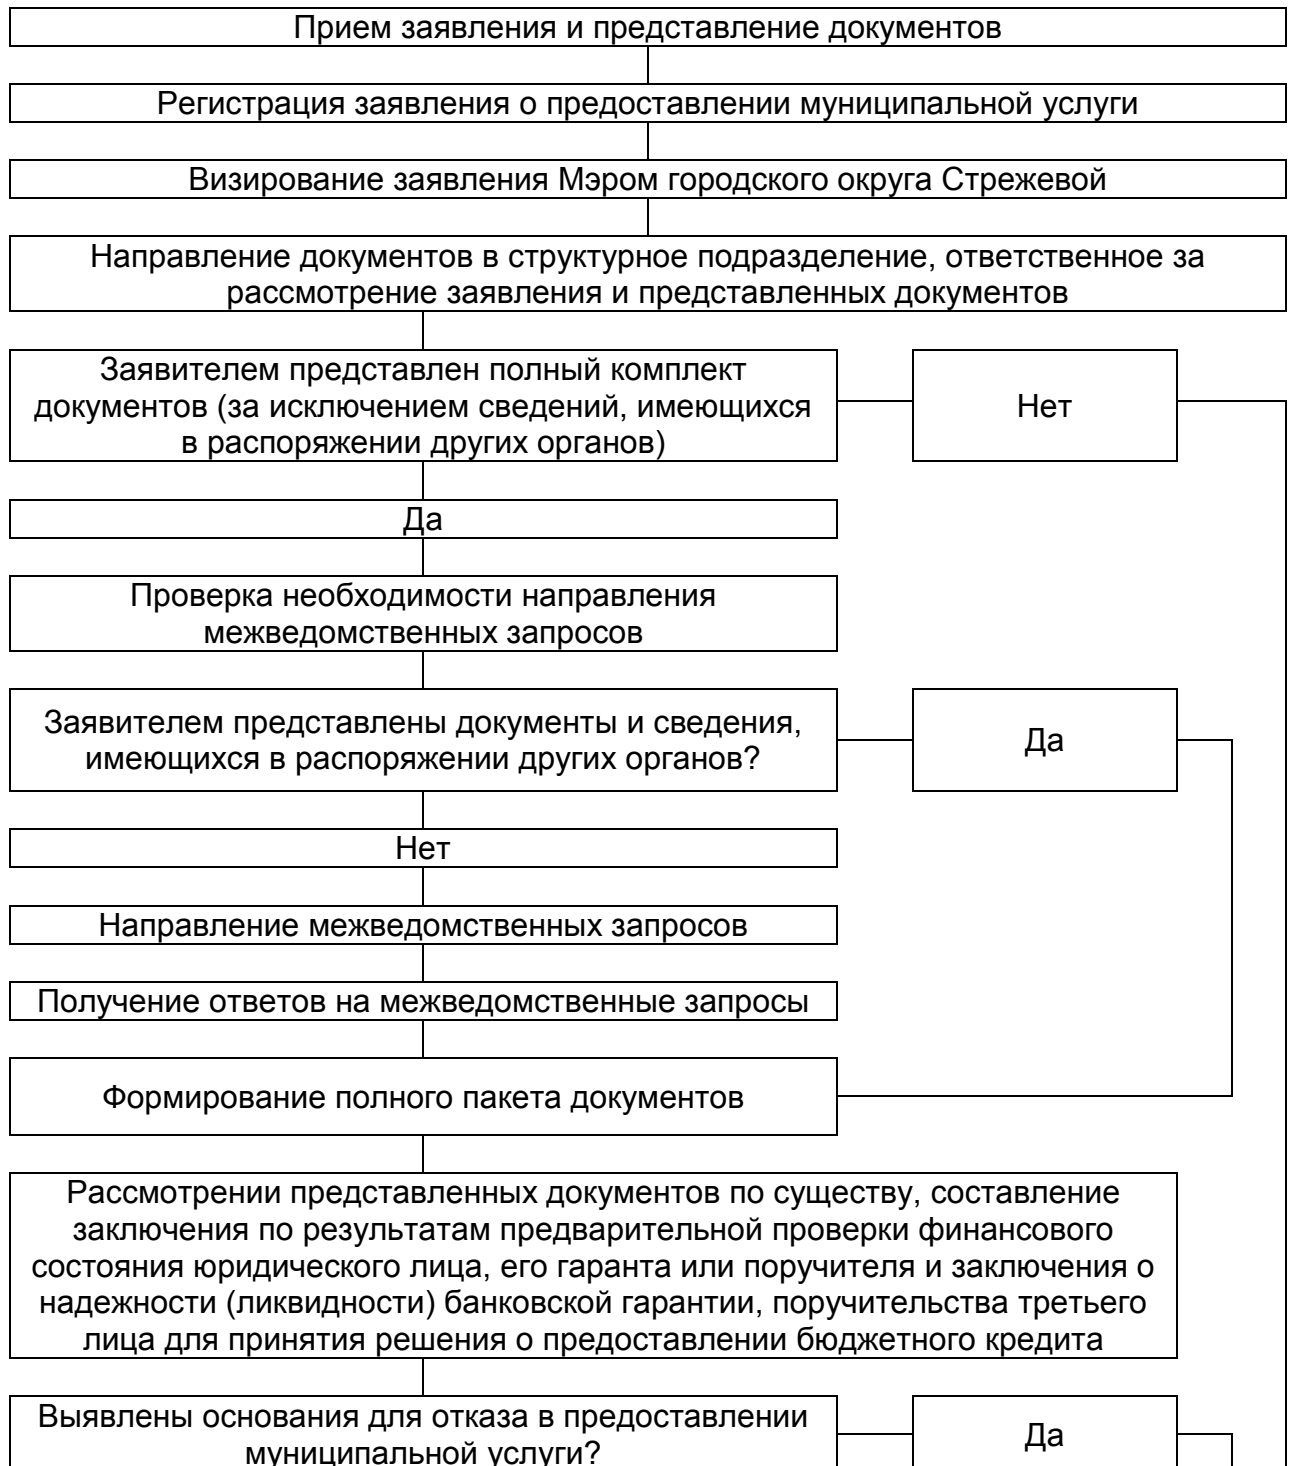 Прием заявления и представление документов
Регистрация заявления о предоставлении муниципальной услуги
Визирование заявления Мэром городского округа Стрежевой
Направление документов в структурное подразделение, ответственное за
рассмотрение заявления и представленных документов
Заявителем представлен полный комплект
документов (за исключением сведений, имеющихся
в распоряжении других органов)
Нет
Да
Проверка необходимости направления
межведомственных запросов
Заявителем представлены документы и сведения,
имеющихся в распоряжении других органов?
Да
Нет
Направление межведомственных запросов
Получение ответов на межведомственные запросы
Формирование полного пакета документов
Рассмотрении представленных документов по существу, составление
заключения по результатам предварительной проверки финансового
состояния юридического лица, его гаранта или поручителя и заключения о
надежности (ликвидности) банковской гарантии, поручительства третьего
лица для принятия решения о предоставлении бюджетного кредита
Выявлены основания для отказа в предоставлении
муниципальной услуги?
Да